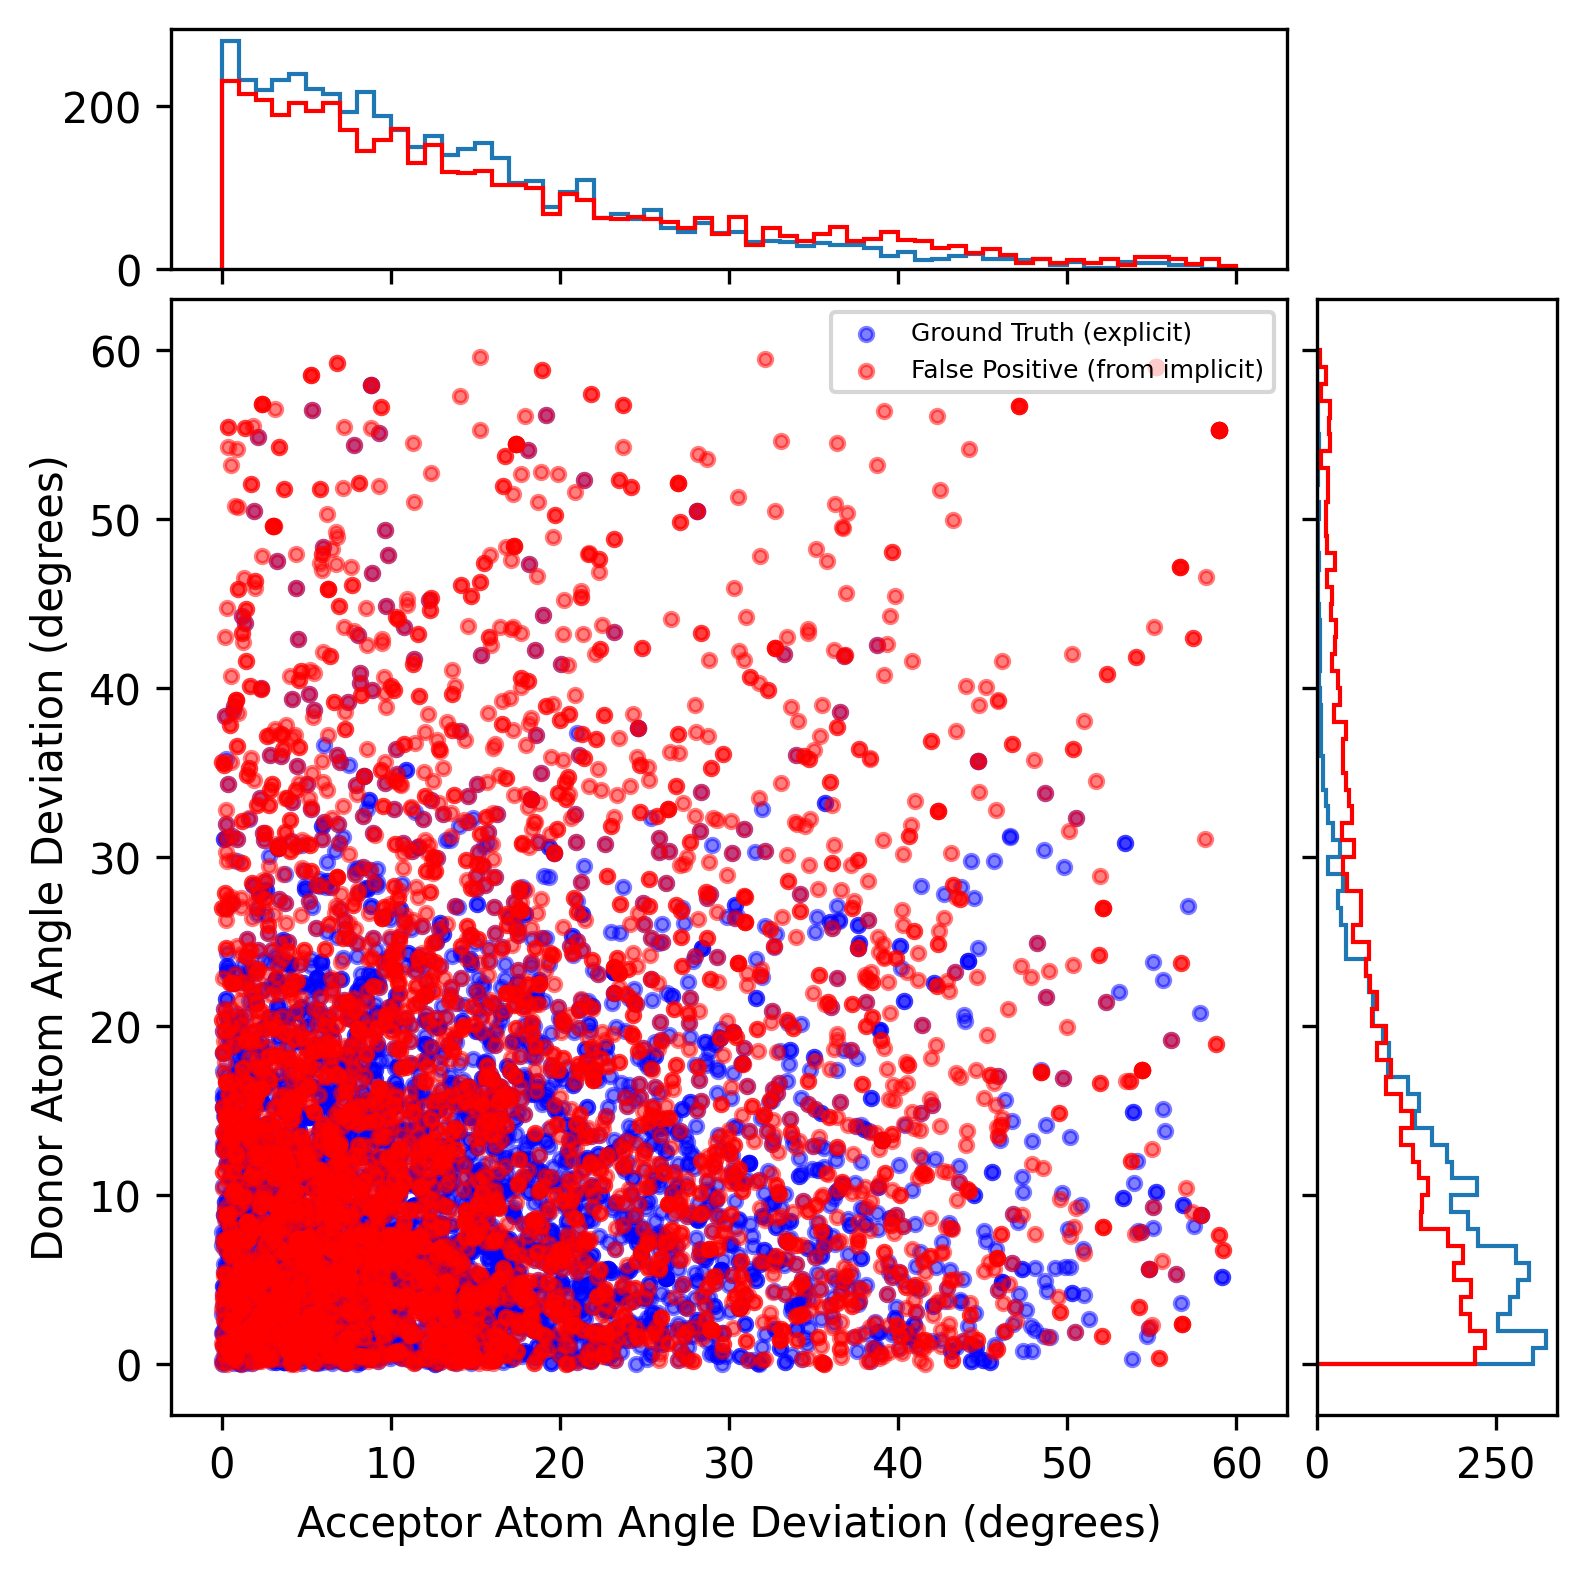 200
0
Ground Truth (explicit)
False Positive (from implicit)
60
50
40
30
20
10
0
Donor Atom Angle Deviation (degrees)
0 10 20 30 40 50 60
0 250
Acceptor Atom Angle Deviation (degrees)